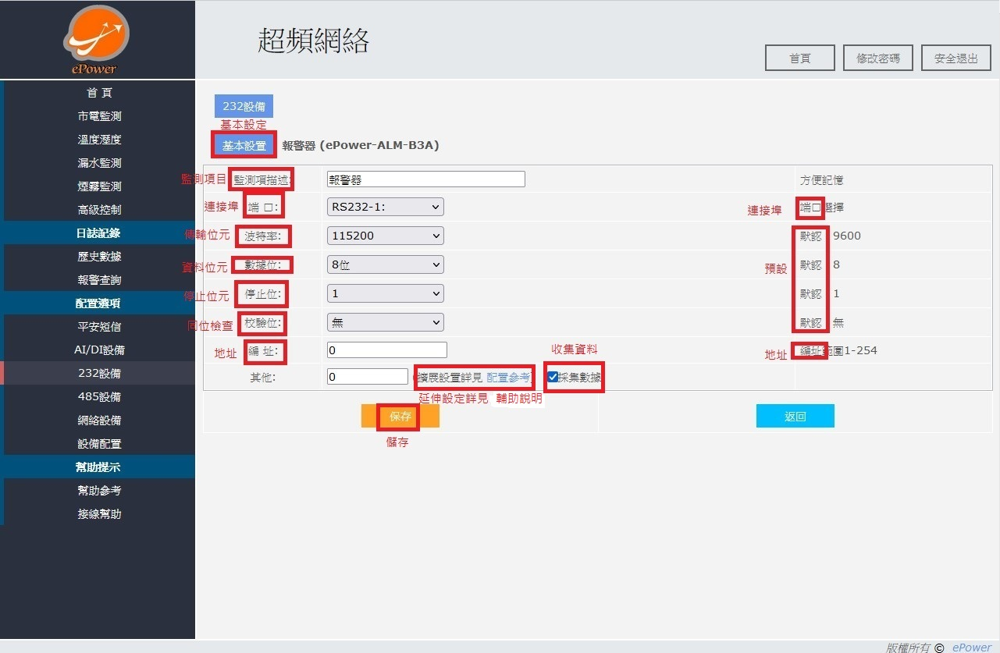 ePower
超頻網絡
首頁
修改密碼
安全退出
首 頁
市電監測
溫度溼度
漏水監測
煙霧監測
高級控制
日誌記錄
歷史數據
報警查詢
配置選項
平安短信
AI/DI設備
232設備
485設備
網絡設備
設備配置
幫助提示
幫助參考
接線幫助
232設備
基本設定
基本設置 報警器 (ePower-ALM-B3A)
監測項目 監測項描述: 報警器 方便記憶
連接埠 端 口: RS232-1: 連接埠 端口選擇
傳輸位元 波特率: 115200 默認 9600
資料位元 數據位: 8位 預設 默認 8
停止位元 停止位: 1 默認 1
同位檢查 校驗位: 無 默認 無
地址 編 址: 0 收集資料 地址 編址範圍1-254
其他: 0 (擴展設置詳見 配置參考) 採集數據
延伸設定詳見 輔助說明
保存 返回
儲存
版權所有 © ePower